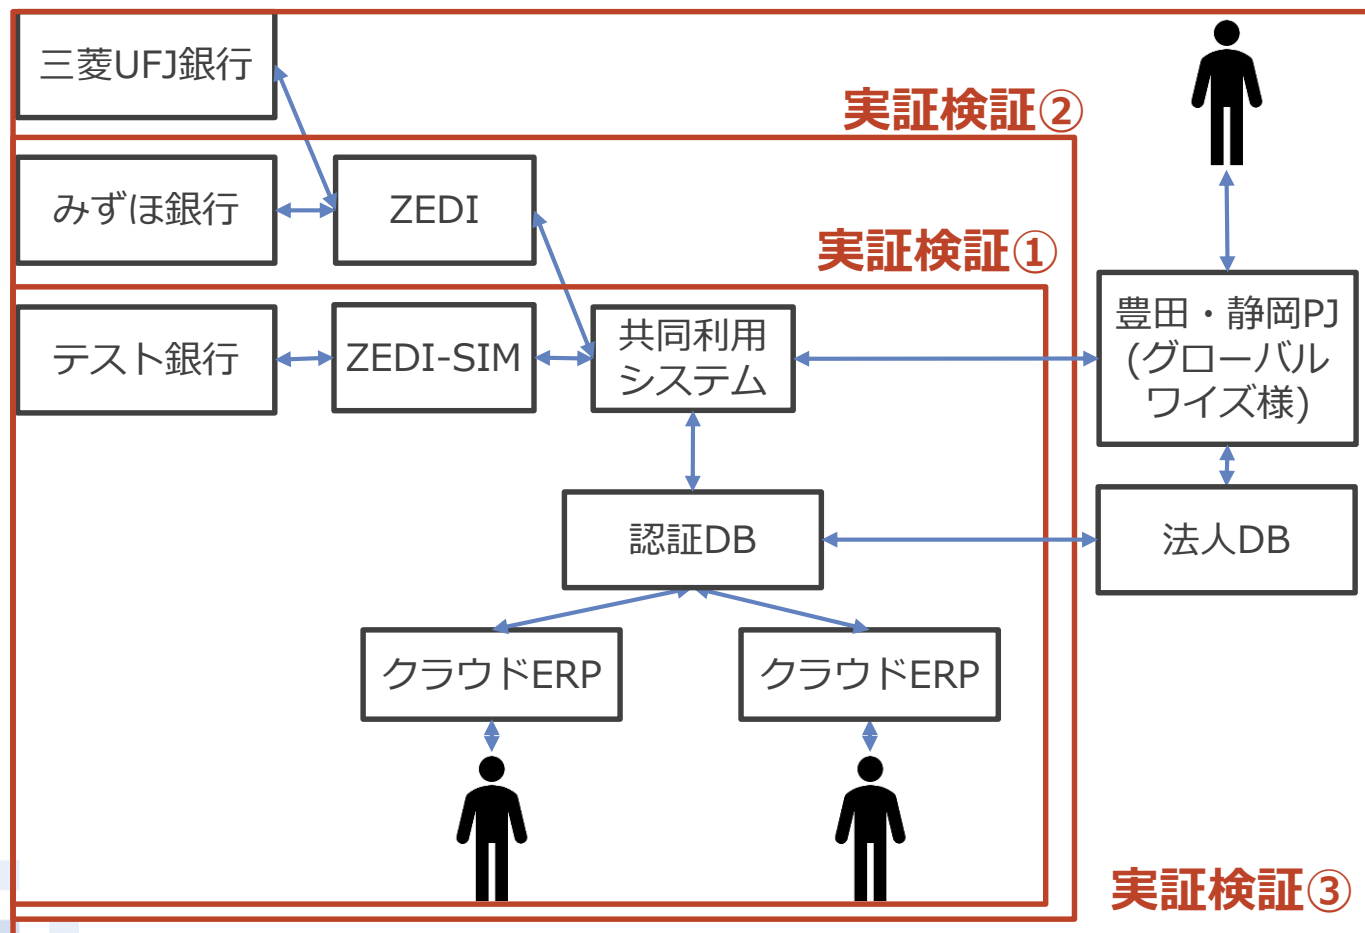 三菱UFJ銀行
実証検証②
みずほ銀行
ZEDI
実証検証①
テスト銀行
ZEDI-SIM
共同利用
システム
豊田・静岡PJ
(グローバル
ワイズ様)
認証DB
法人DB
クラウドERP
クラウドERP
実証検証③